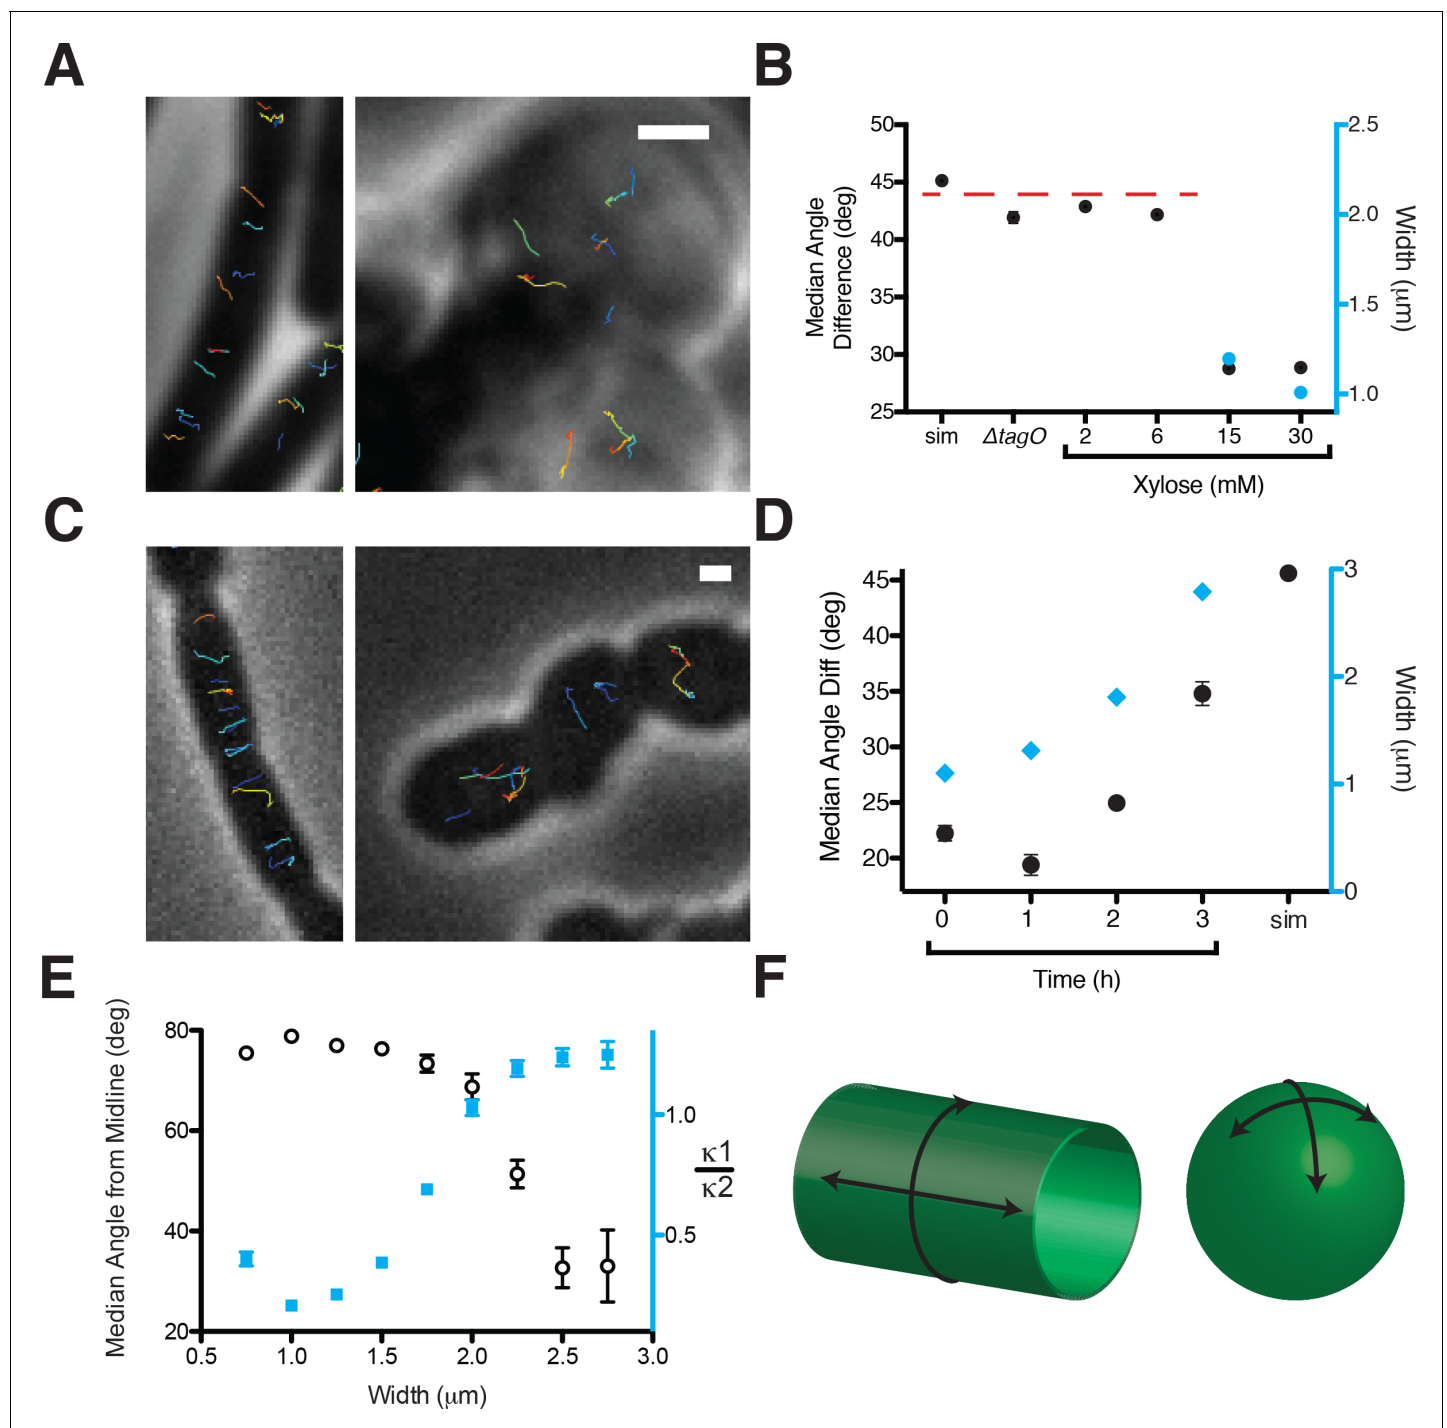 A
B
50
45
40
35
30
25
Median Angle
Difference (deg)
2.5
2.0
1.5
1.0
Width (μm)
sim
ΔtagO
2
6
15
30
Xylose (mM)
C
D
45
40
35
30
25
20
Median Angle Diff (deg)
3
2
1
0
Width (μm)
0
1
2
3
sim
Time (h)
E
80
60
40
20
Median Angle from Midline (deg)
1.0
0.5
κ1
κ2
0.5
1.0
1.5
2.0
2.5
3.0
Width (μm)
F